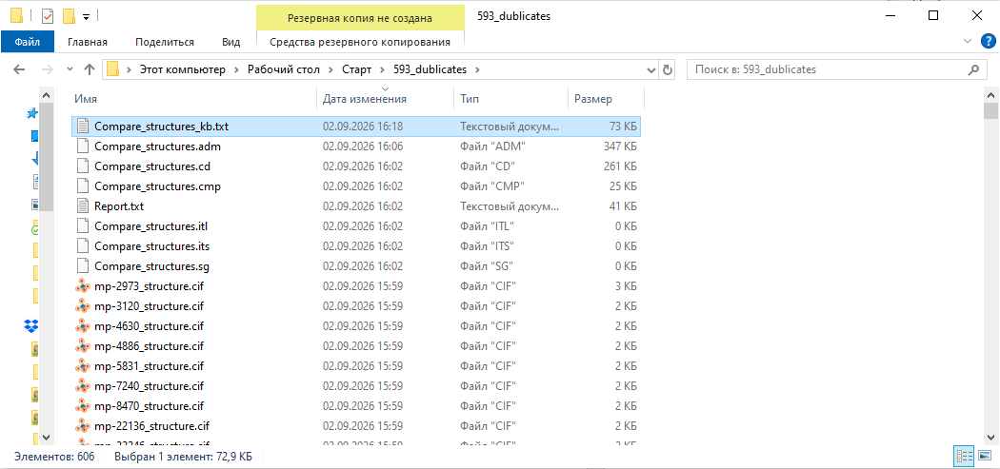 Резервная копия не создана
593_dublicates
Файл
Главная
Поделиться
Вид
Средства резервного копирования
Этот компьютер
Рабочий стол
Старт
593_dublicates
Поиск в: 593_dublicates
Имя
Дата изменения
Тип
Размер
Compare_structures_kb.txt 02.09.2026 16:18 Текстовый докум... 73 КБ
Compare_structures.adm 02.09.2026 16:06 Файл "ADM" 347 КБ
Compare_structures.cd 02.09.2026 16:02 Файл "CD" 261 КБ
Compare_structures.cmp 02.09.2026 16:02 Файл "CMP" 25 КБ
Report.txt 02.09.2026 16:02 Текстовый докум... 41 КБ
Compare_structures.itl 02.09.2026 16:02 Файл "ITL" 0 КБ
Compare_structures.its 02.09.2026 16:02 Файл "ITS" 0 КБ
Compare_structures.sg 02.09.2026 16:02 Файл "SG" 0 КБ
mp-2973_structure.cif 02.09.2026 15:59 Файл "CIF" 3 КБ
mp-3120_structure.cif 02.09.2026 15:59 Файл "CIF" 2 КБ
mp-4630_structure.cif 02.09.2026 15:59 Файл "CIF" 2 КБ
mp-4886_structure.cif 02.09.2026 15:59 Файл "CIF" 2 КБ
mp-5831_structure.cif 02.09.2026 15:59 Файл "CIF" 2 КБ
mp-7240_structure.cif 02.09.2026 15:59 Файл "CIF" 2 КБ
mp-8470_structure.cif 02.09.2026 15:59 Файл "CIF" 2 КБ
mp-22136_structure.cif 02.09.2026 15:59 Файл "CIF" 2 КБ
Элементов: 606
Выбран 1 элемент: 72,9 КБ